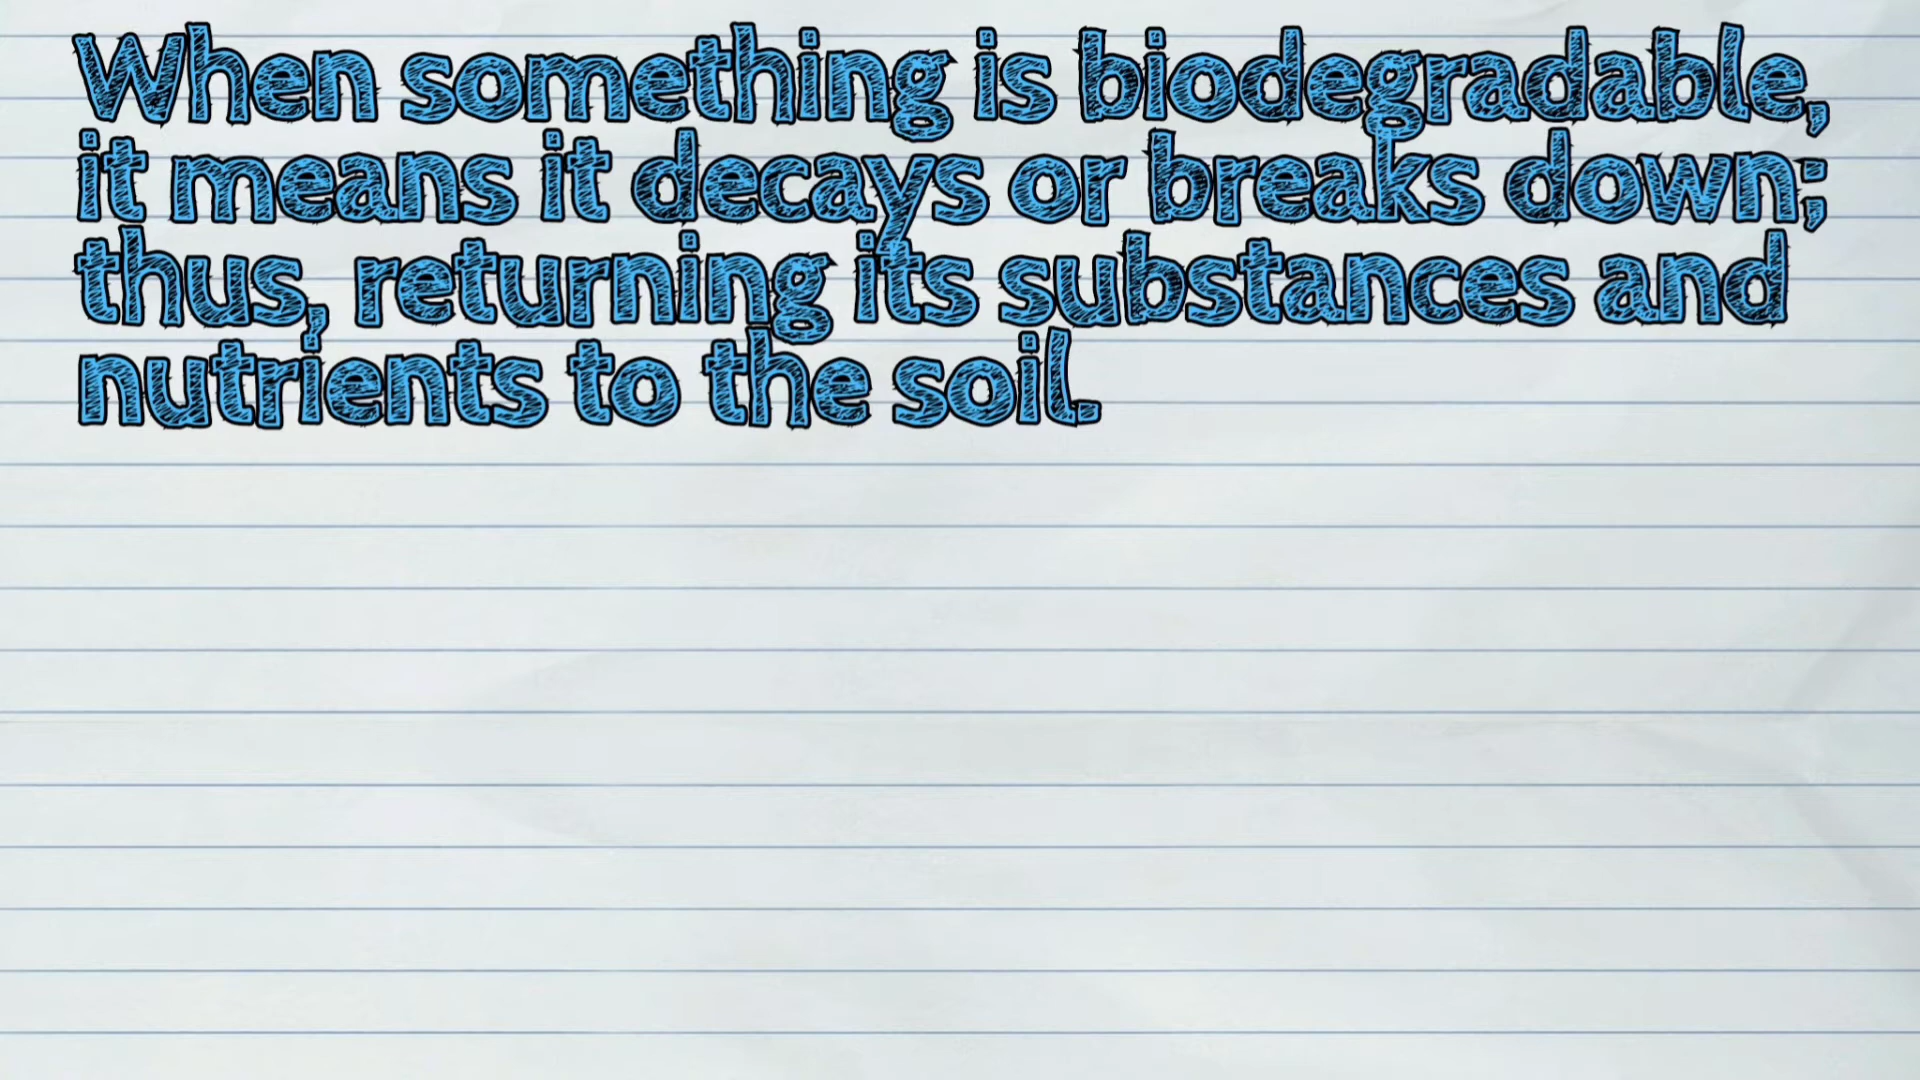 When something is biodegradable,
it means it decays or breaks down;
thus, returning its substances and
nutrients to the soil.